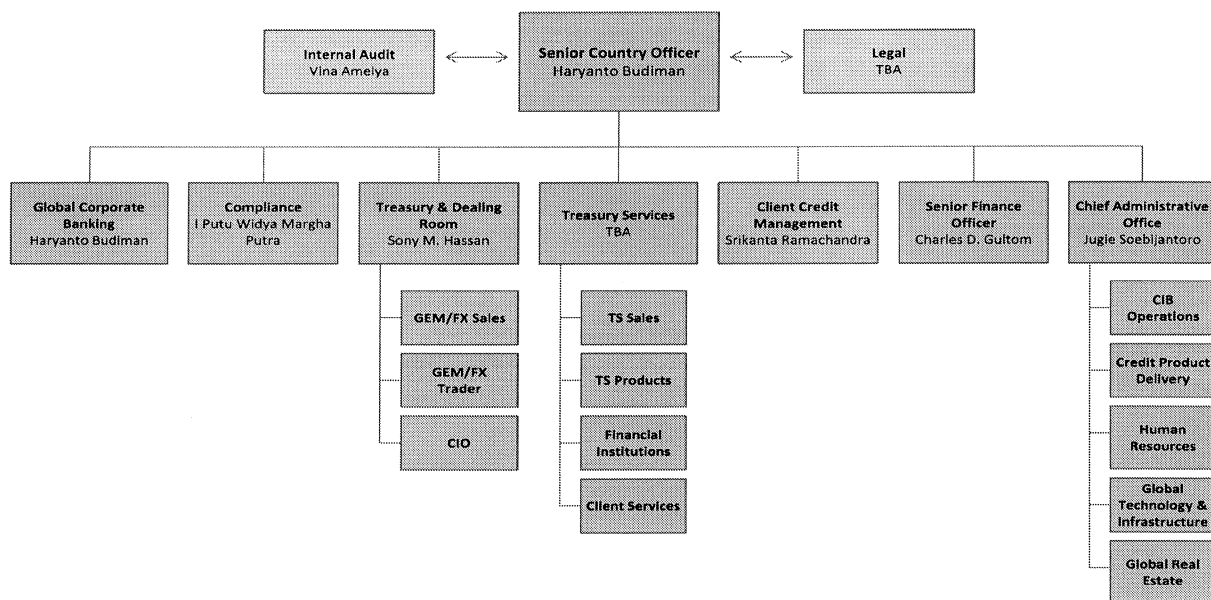 Internal Audit
Vina Amelya
Senior Country Officer
Haryanto Budiman
Legal
TBA
Global Corporate
Banking
Haryanto Budiman
Compliance
I Putu Widya Margha
Putra
Treasury & Dealing
Room
Sony M. Hassan
Treasury Services
TBA
Client Credit
Management
Srikanta Ramachandra
Senior Finance
Officer
Charles D. Gultom
Chief Administrative
Office
Jugie Soebijantoro
GEM/FX Sales
GEM/FX
Trader
CIO
TS Sales
TS Products
Financial
Institutions
Client Services
CIB
Operations
Credit Product
Delivery
Human
Resources
Global
Technology &
Infrastructure
Global Real
Estate